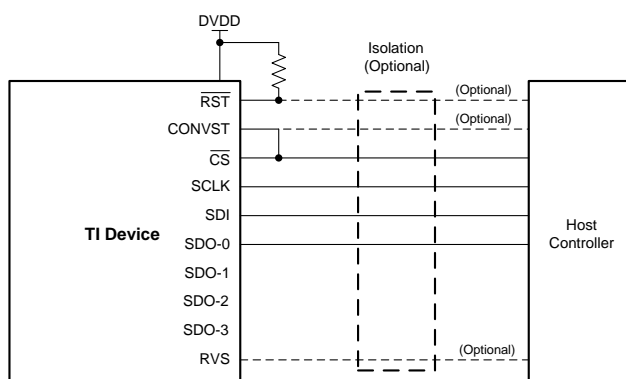 DVDD
Isolation
(Optional)
RST
(Optional)
CONVST
(Optional)
CS
SCLK
SDI
TI Device
SDO-0
Host
Controller
SDO-1
SDO-2
SDO-3
RVS
(Optional)